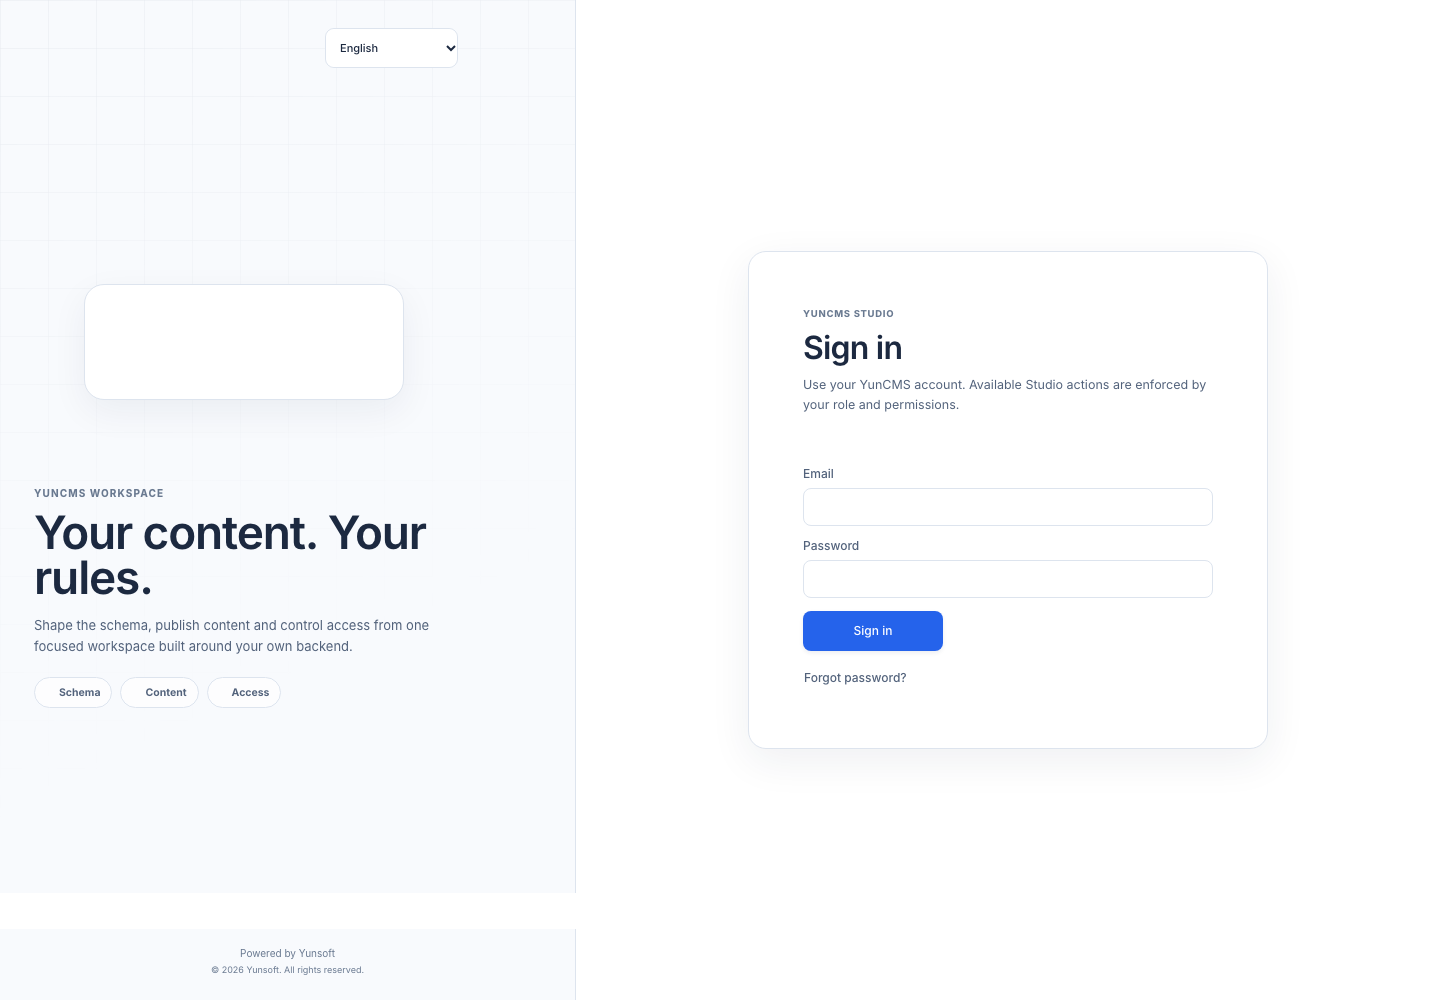 English
YUNCMS WORKSPACE
Your content. Your
rules.
Shape the schema, publish content and control access from one
focused workspace built around your own backend.
Schema
Content
Access
Powered by Yunsoft
© 2026 Yunsoft. All rights reserved.
YUNCMS STUDIO
Sign in
Use your YunCMS account. Available Studio actions are enforced by
your role and permissions.
Email
Password
Sign in
Forgot password?